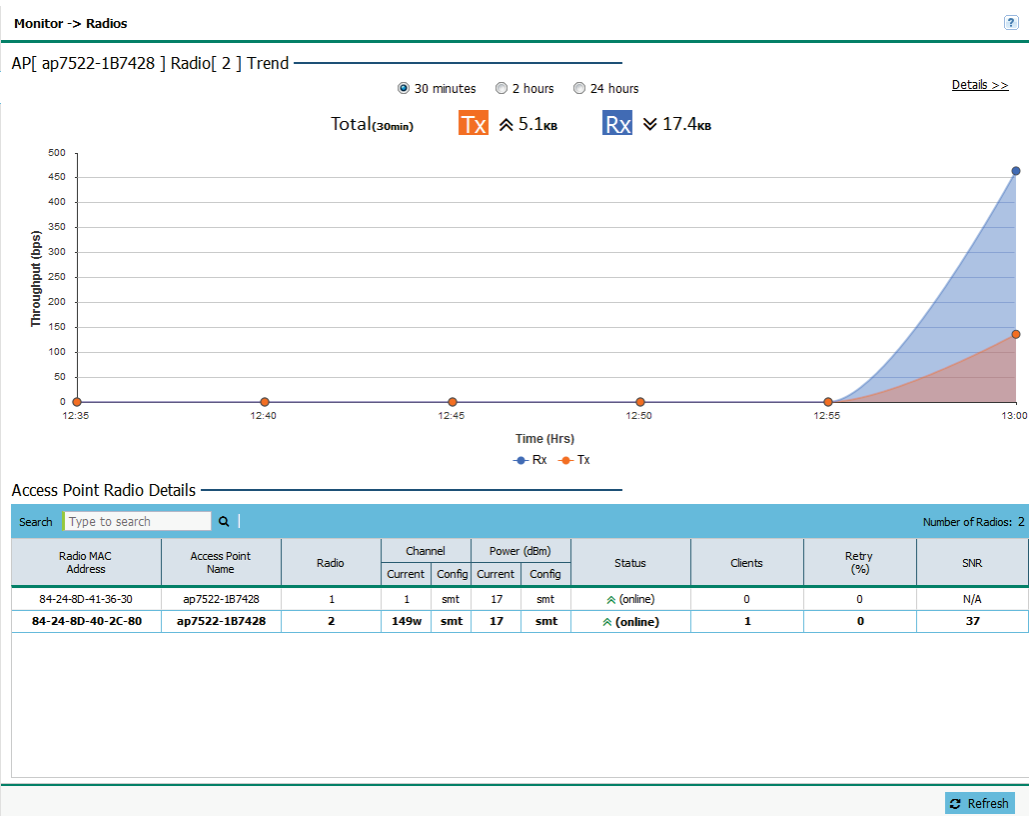 Monitor -> Radios
?
AP[ ap7522-1B7428 ] Radio[ 2 ] Trend
30 minutes 2 hours 24 hours
Details >>
Total(30min) Tx 5.1KB Rx 17.4KB
500
450
400
350
300
250
200
150
100
50
0
Throughput (bps)
12:35 12:40 12:45 12:50 12:55 13:00
Time (Hrs)
Rx Tx
Access Point Radio Details
Search Type to search Number of Radios: 2
Radio MAC Address Access Point Name Radio Channel Power (dBm) Status Clients Retry (%) SNR
Current Config Current Config
84-24-8D-41-36-30 ap7522-1B7428 1 1 smt 17 smt (online) 0 0 N/A
84-24-8D-40-2C-80 ap7522-1B7428 2 149w smt 17 smt (online) 1 0 37
Refresh